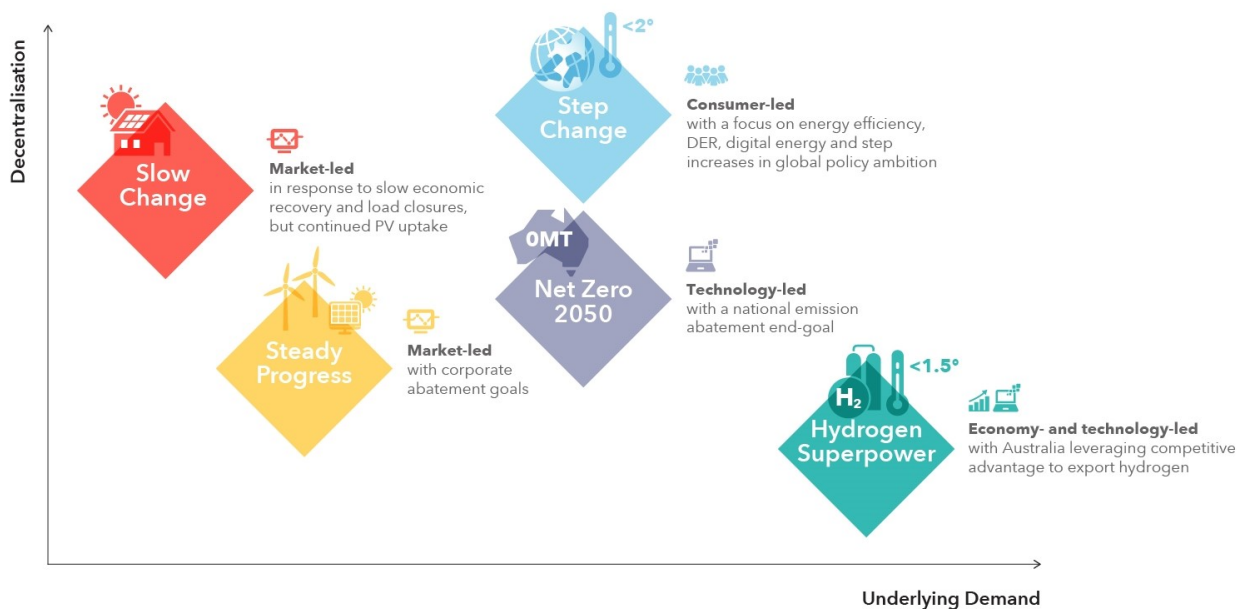 Decentralisation
<2°
Step
Change
Consumer-led
with a focus on energy efficiency,
DER, digital energy and step
increases in global policy ambition
Slow
Change
Market-led
in response to slow economic
recovery and load closures,
but continued PV uptake
0MT
Net Zero
2050
Technology-led
with a national emission
abatement end-goal
Steady
Progress
Market-led
with corporate
abatement goals
<1.5°
H₂
Hydrogen
Superpower
Economy- and technology-led
with Australia leveraging competitive
advantage to export hydrogen
Underlying Demand